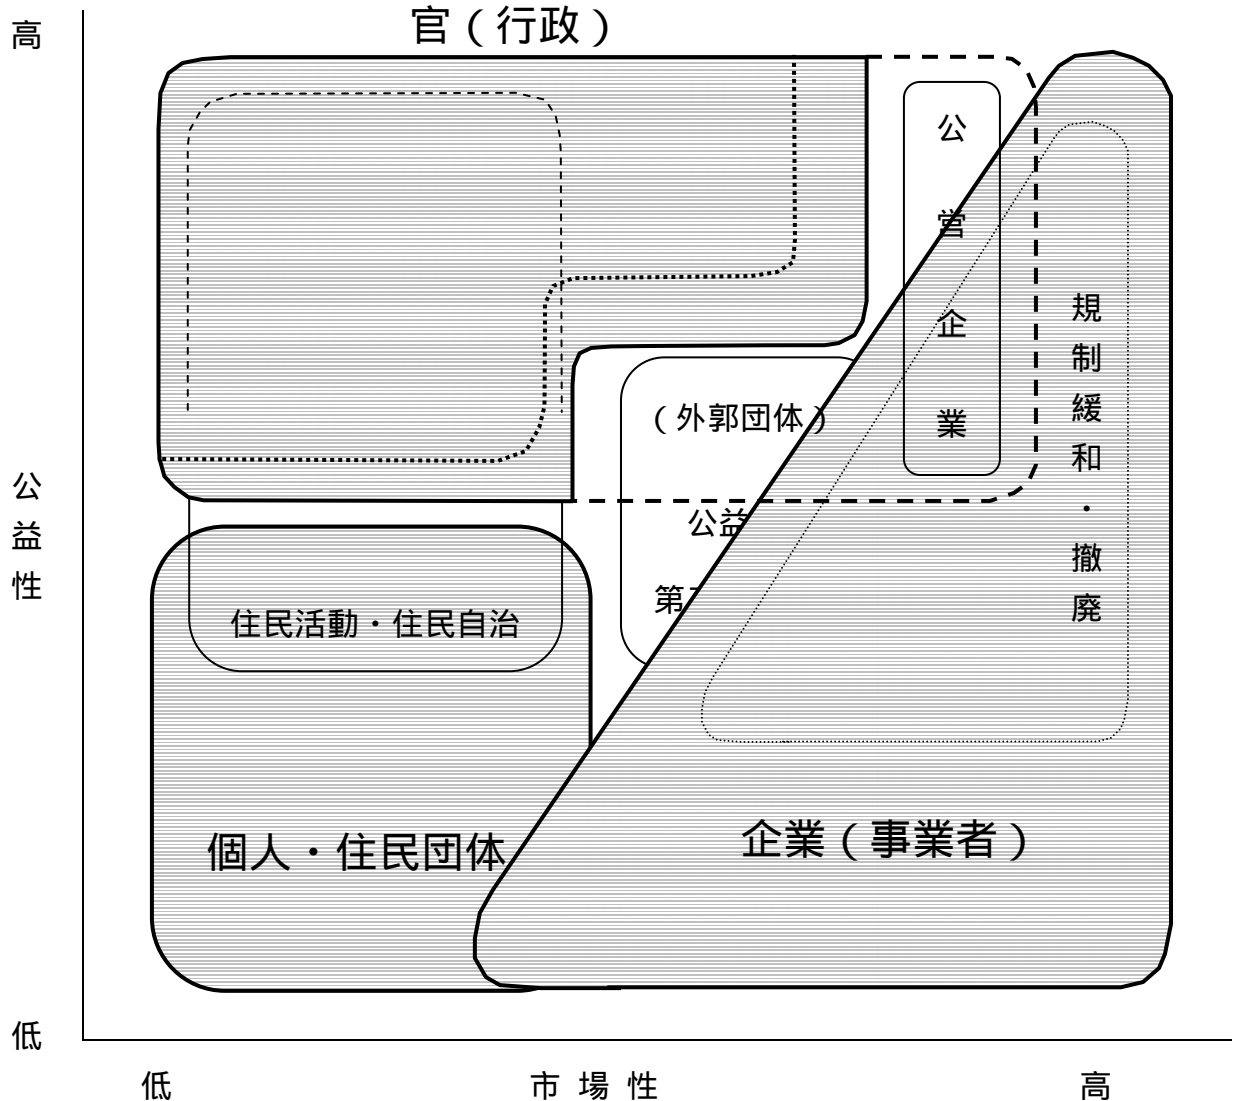 官(行政)
高
公益性
低
低
市場性
高
公営企業
規制緩和・撤廃
(外郭団体)
公益
第
住民活動・住民自治
個人・住民団体
企業(事業者)